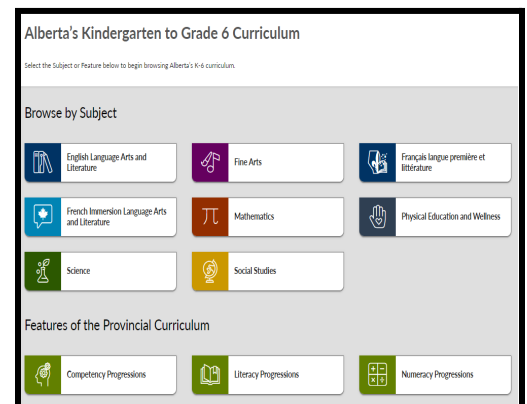 Alberta's Kindergarten to Grade 6 Curriculum
Select the Subject or Feature below to begin browsing Alberta's K-6 curriculum.
Browse by Subject
English Language Arts and
Literature
Fine Arts
Français langue première et
littérature
French Immersion Language Arts
and Literature
Mathematics
Physical Education and Wellness
Science
Social Studies
Features of the Provincial Curriculum
Competency Progressions
Literacy Progressions
Numeracy Progressions